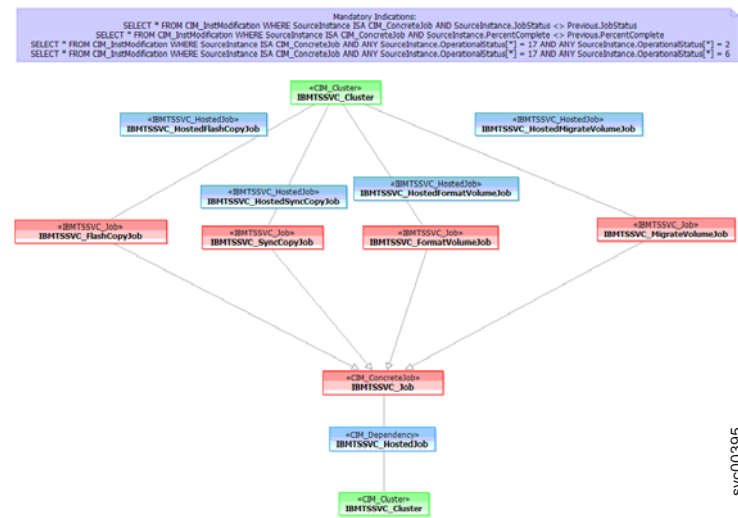 Mandatory Indications:
SELECT * FROM CIM_InstModification WHERE SourceInstance ISA CIM_ConcreteJob AND SourceInstance.JobStatus <> Previous.JobStatus
SELECT * FROM CIM_InstModification WHERE SourceInstance ISA CIM_ConcreteJob AND SourceInstance.PercentComplete <> Previous.PercentComplete
SELECT * FROM CIM_InstModification WHERE SourceInstance ISA CIM_ConcreteJob AND ANY SourceInstance.OperationalStatus[*] = 17 AND ANY SourceInstance.OperationalStatus[*] = 2
SELECT * FROM CIM_InstModification WHERE SourceInstance ISA CIM_ConcreteJob AND ANY SourceInstance.OperationalStatus[*] = 17 AND ANY SourceInstance.OperationalStatus[*] = 6
«CIM_Cluster»
IBMTSSVC_Cluster
«IBMTSSVC_HostedJob»
IBMTSSVC_HostedFlashCopyJob
«IBMTSSVC_HostedJob»
IBMTSSVC_HostedMigrateVolumeJob
«IBMTSSVC_HostedJob»
IBMTSSVC_HostedSyncCopyJob
«IBMTSSVC_HostedJob»
IBMTSSVC_HostedFormatVolumeJob
«IBMTSSVC_Job»
IBMTSSVC_FlashCopyJob
«IBMTSSVC_Job»
IBMTSSVC_SyncCopyJob
«IBMTSSVC_Job»
IBMTSSVC_FormatVolumeJob
«IBMTSSVC_Job»
IBMTSSVC_MigrateVolumeJob
«CIM_ConcreteJob»
IBMTSSVC_Job
«CIM_Dependency»
IBMTSSVC_HostedJob
«CIM_Cluster»
IBMTSSVC_Cluster
svc00395